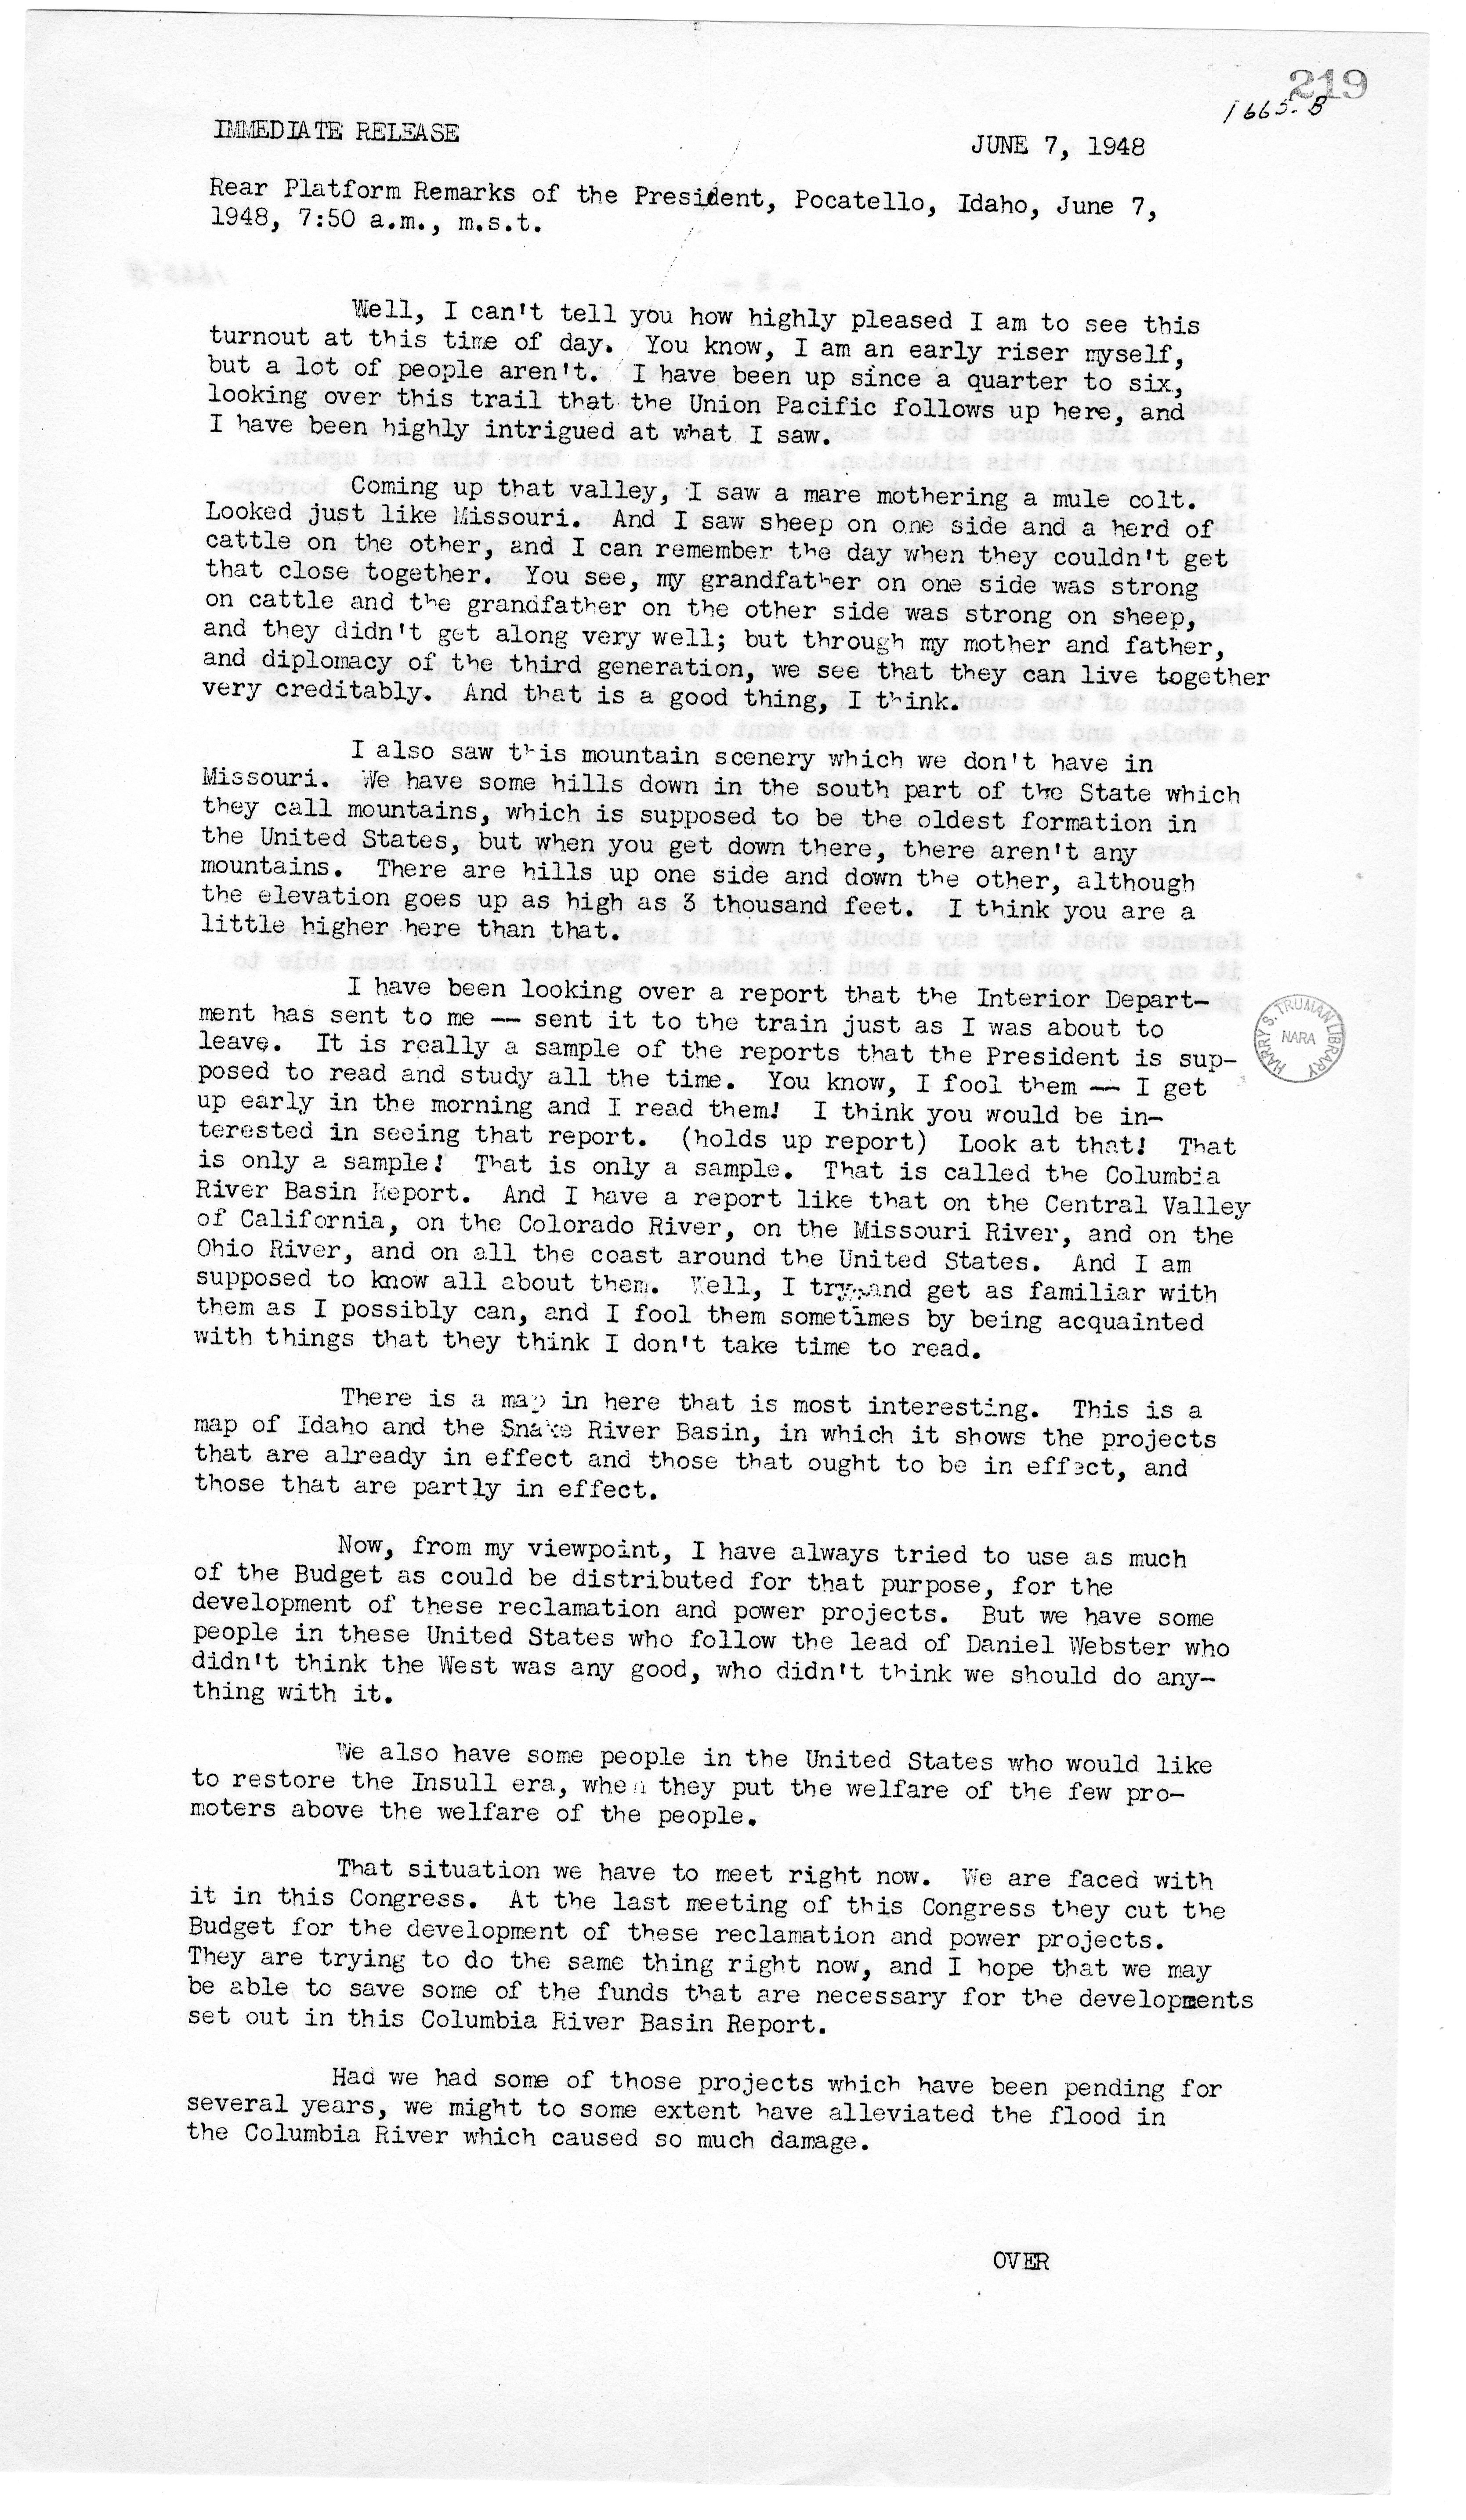 219
1665-B
IMMEDIATE RELEASE
JUNE 7, 1948
Rear Platform Remarks of the President, Pocatello, Idaho, June 7,
1948, 7:50 a.m., m.s.t.
Well, I can't tell you how highly pleased I am to see this
turnout at this time of day. You know, I am an early riser myself,
but a lot of people aren't. I have been up since a quarter to six,
looking over this trail that the Union Pacific follows up here, and
I have been highly intrigued at what I saw.
Coming up that valley, I saw a mare mothering a mule colt.
Looked just like Missouri. And I saw sheep on one side and a herd of
cattle on the other, and I can remember the day when they couldn't get
that close together. You see, my grandfather on one side was strong
on cattle and the grandfather on the other side was strong on sheep,
and they didn't get along very well; but through my mother and father,
and diplomacy of the third generation, we see that they can live together
very creditably. And that is a good thing, I think.
I also saw this mountain scenery which we don't have in
Missouri. We have some hills down in the south part of the State which
they call mountains, which is supposed to be the oldest formation in
the United States, but when you get down there, there aren't any
mountains. There are hills up one side and down the other, although
the elevation goes up as high as 3 thousand feet. I think you are a
little higher here than that.
I have been looking over a report that the Interior Depart-
ment has sent to me -- sent it to the train just as I was about to
leave. It is really a sample of the reports that the President is sup-
posed to read and study all the time. You know, I fool them -- I get
up early in the morning and I read them! I think you would be in-
terested in seeing that report. (holds up report) Look at that! That
is only a sample! That is only a sample. That is called the Columbia
River Basin Report. And I have a report like that on the Central Valley
of California, on the Colorado River, on the Missouri River, and on the
Ohio River, and on all the coast around the United States. And I am
supposed to know all about them. Well, I try and get as familiar with
them as I possibly can, and I fool them sometimes by being acquainted
with things that they think I don't take time to read.
HARRY S. TRUMAN LIBRARY
NARA
There is a map in here that is most interesting. This is a
map of Idaho and the Snake River Basin, in which it shows the projects
that are already in effect and those that ought to be in effect, and
those that are partly in effect.
Now, from my viewpoint, I have always tried to use as much
of the Budget as could be distributed for that purpose, for the
development of these reclamation and power projects. But we have some
people in these United States who follow the lead of Daniel Webster who
didn't think the West was any good, who didn't think we should do any-
thing with it.
We also have some people in the United States who would like
to restore the Insull era, when they put the welfare of the few pro-
moters above the welfare of the people.
That situation we have to meet right now. We are faced with
it in this Congress. At the last meeting of this Congress they cut the
Budget for the development of these reclamation and power projects.
They are trying to do the same thing right now, and I hope that we may
be able to save some of the funds that are necessary for the developments
set out in this Columbia River Basin Report.
Had we had some of those projects which have been pending for
several years, we might to some extent have alleviated the flood in
the Columbia River which caused so much damage.
OVER